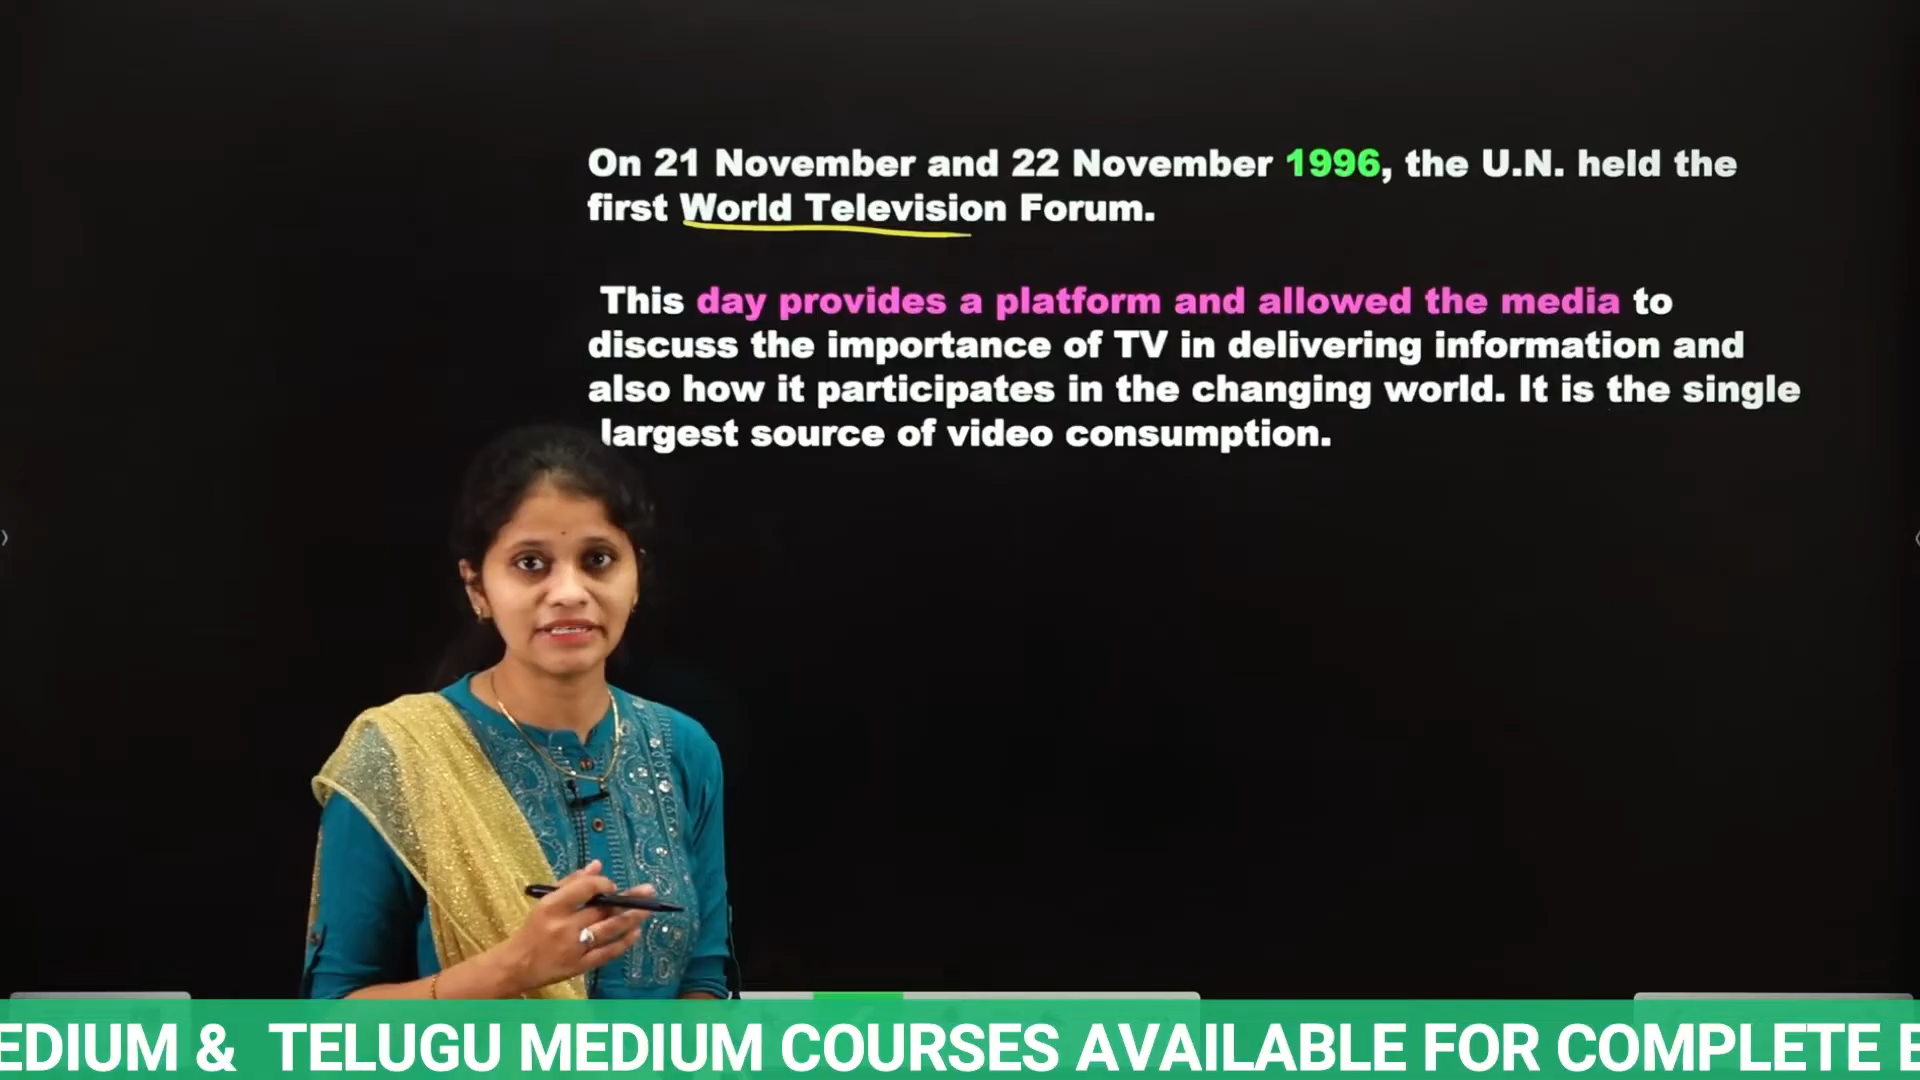 On 21 November and 22 November 1996, the U.N. held the
first World Television Forum.
This day provides a platform and allowed the media to
discuss the importance of TV in delivering information and
also how it participates in the changing world. It is the single
largest source of video consumption.
EDIUM & TELUGU MEDIUM COURSES AVAILABLE FOR COMPLETE E